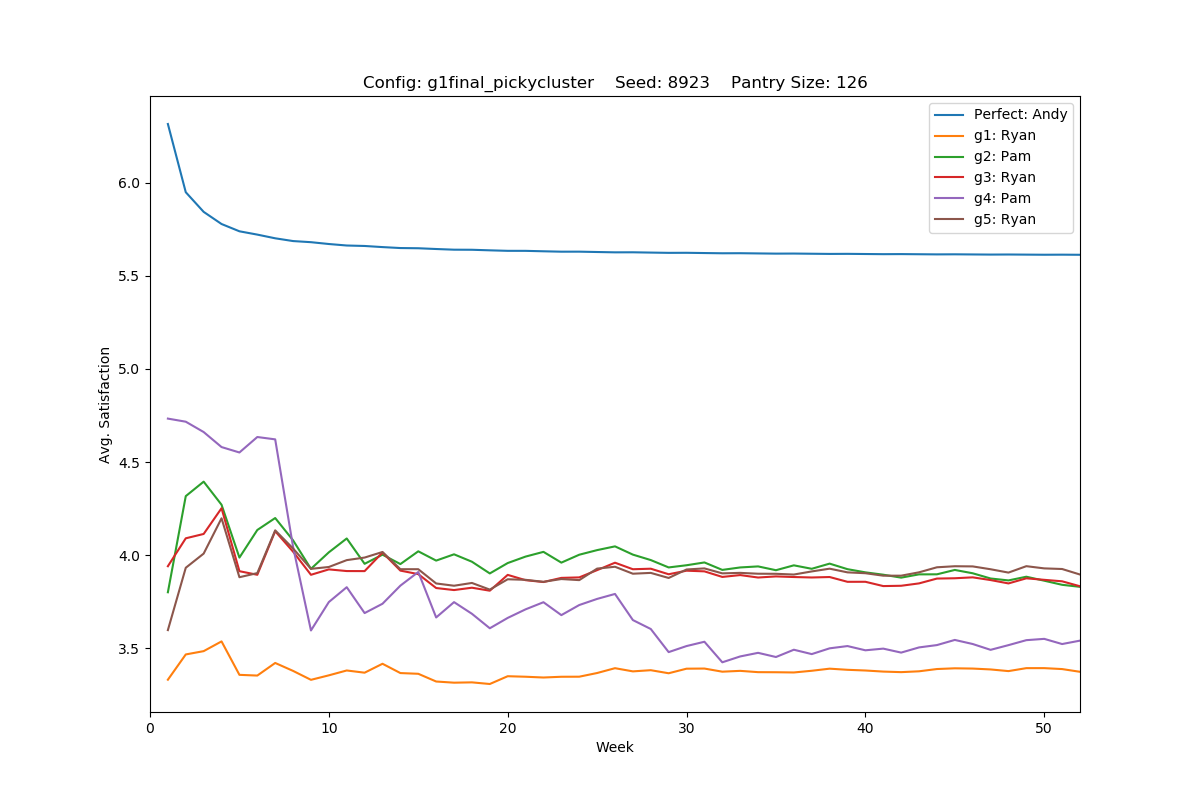 Config: g1final_pickycluster    Seed: 8923    Pantry Size: 126
Perfect: Andy
g1: Ryan
g2: Pam
g3: Ryan
g4: Pam
g5: Ryan
6.0
5.5
5.0
4.5
4.0
3.5
Avg. Satisfaction
0 10 20 30 40 50
Week